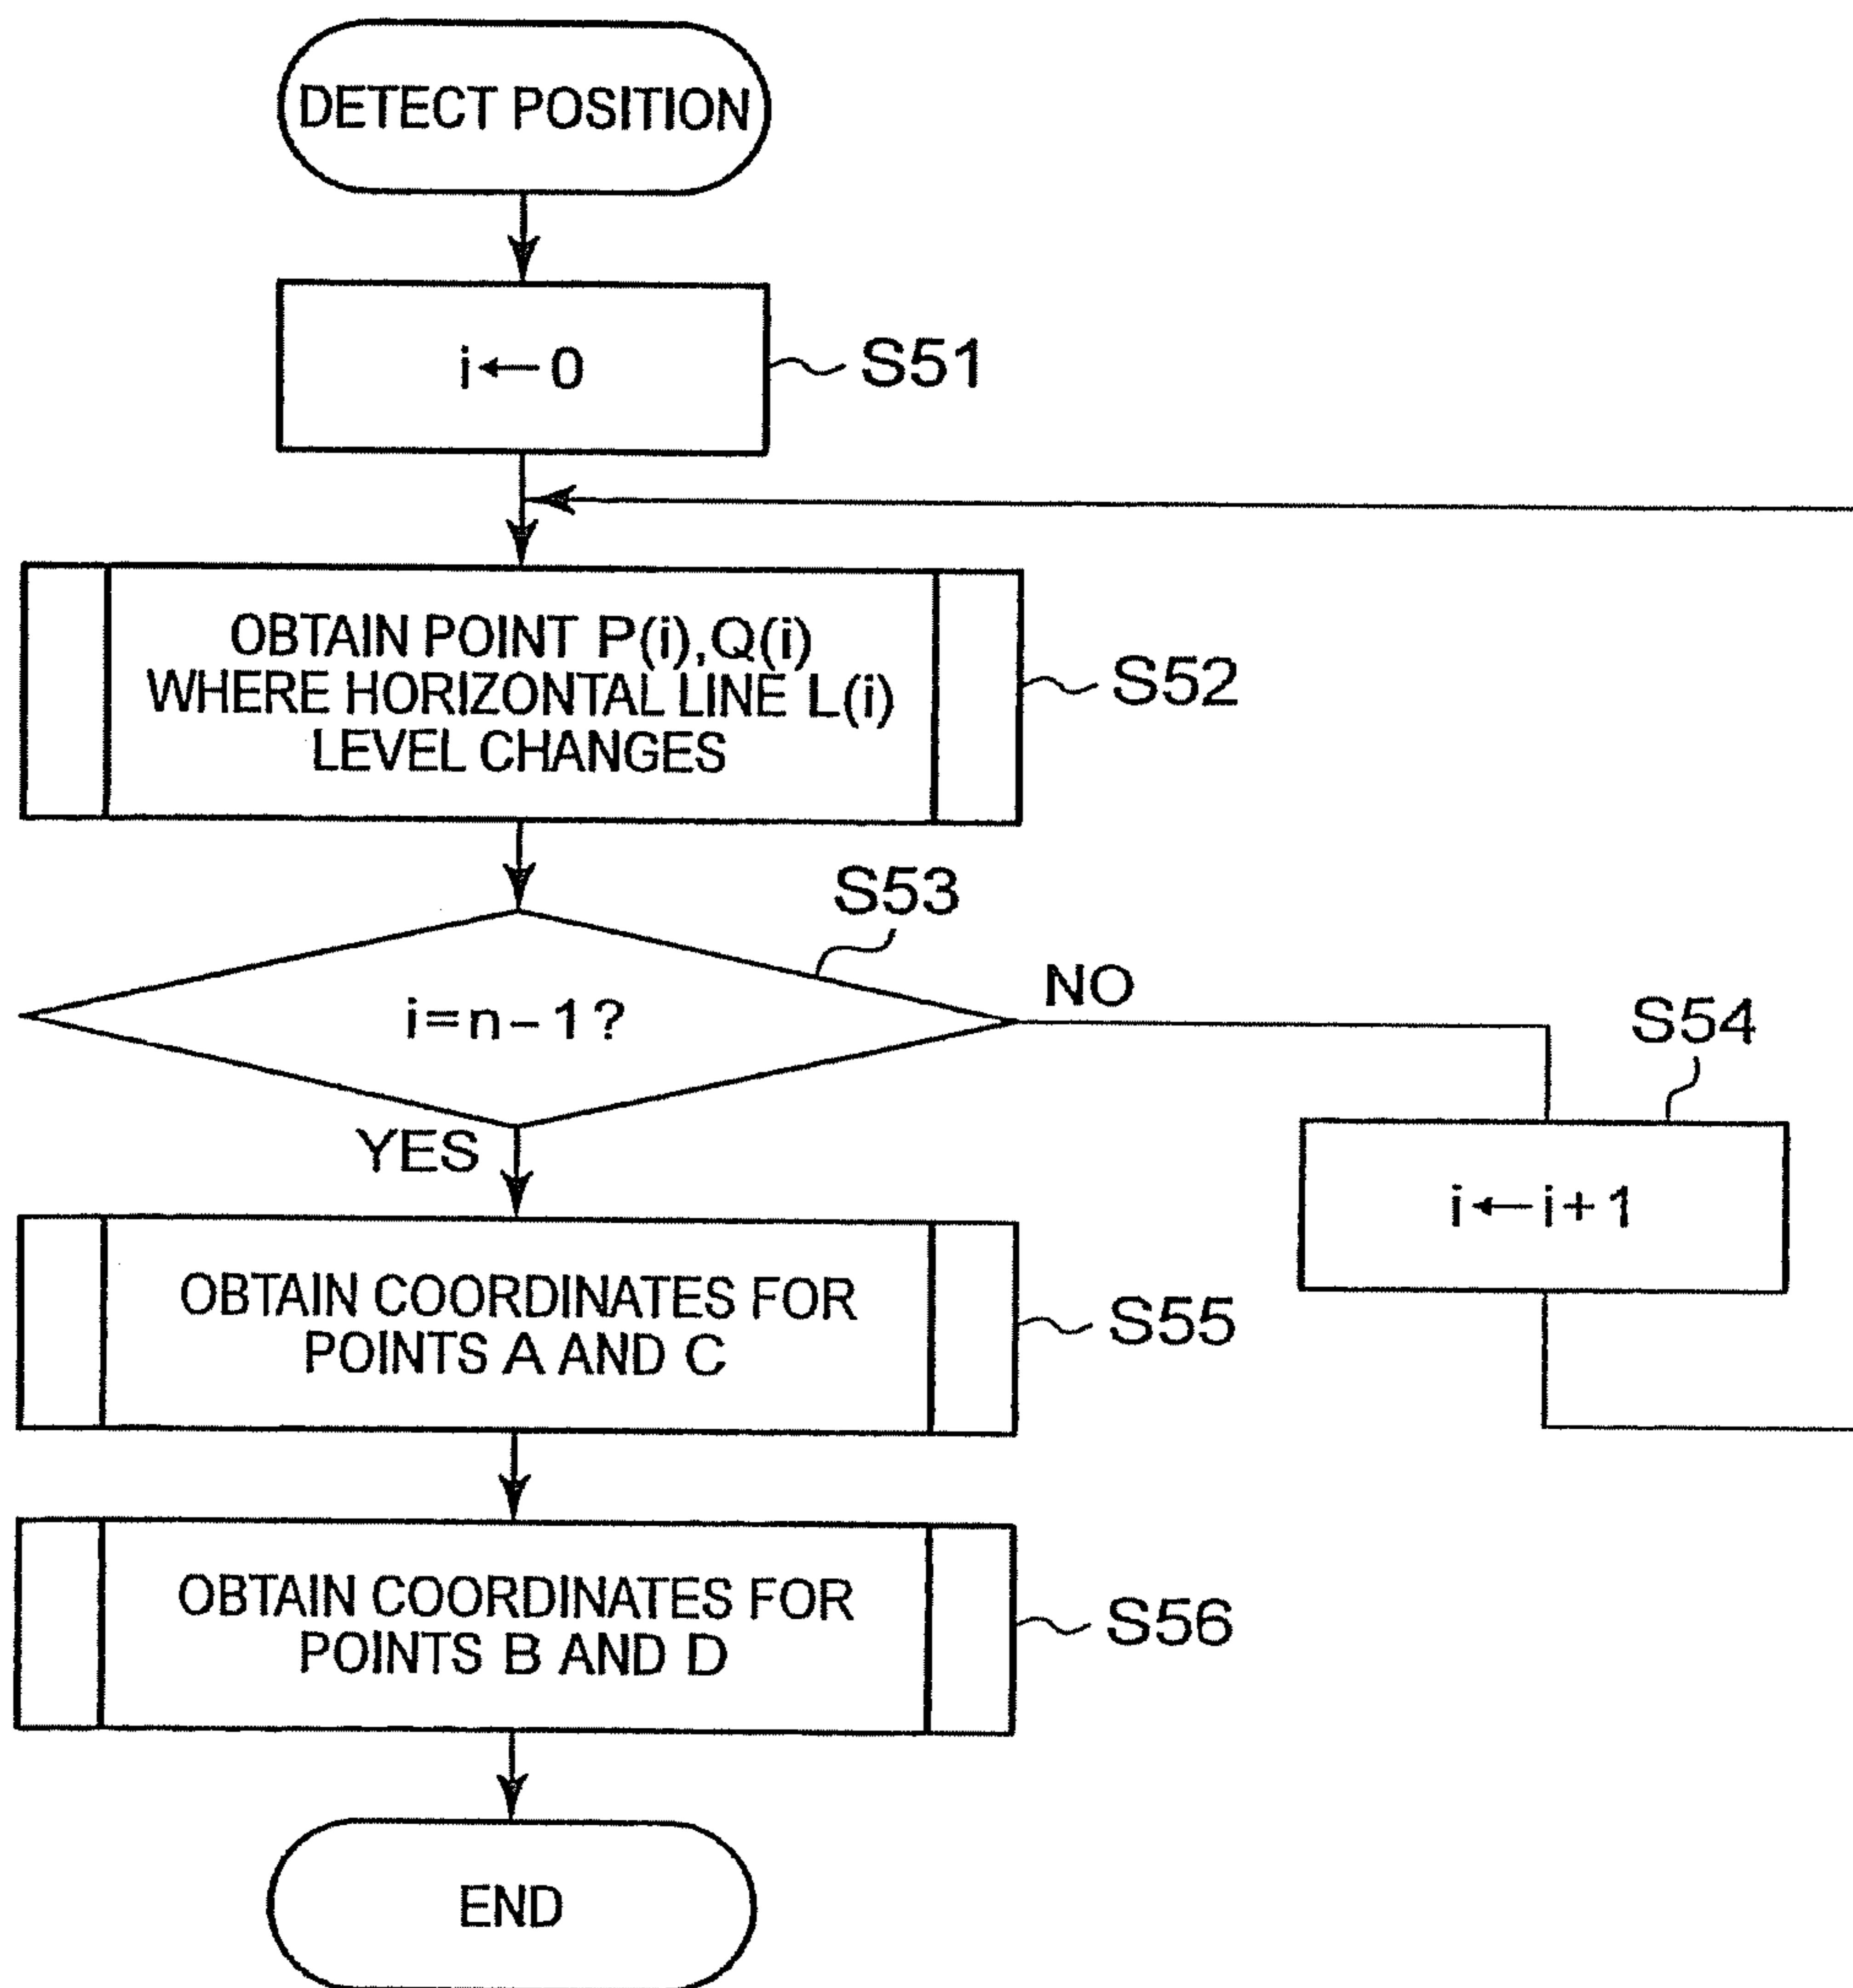 DETECT POSITION
i←0
S51
OBTAIN POINT P(i),Q(i)
WHERE HORIZONTAL LINE L(i)
LEVEL CHANGES
S52
S53
i=n-1?
NO
YES
S54
i←i+1
OBTAIN COORDINATES FOR
POINTS A AND C
S55
OBTAIN COORDINATES FOR
POINTS B AND D
S56
END